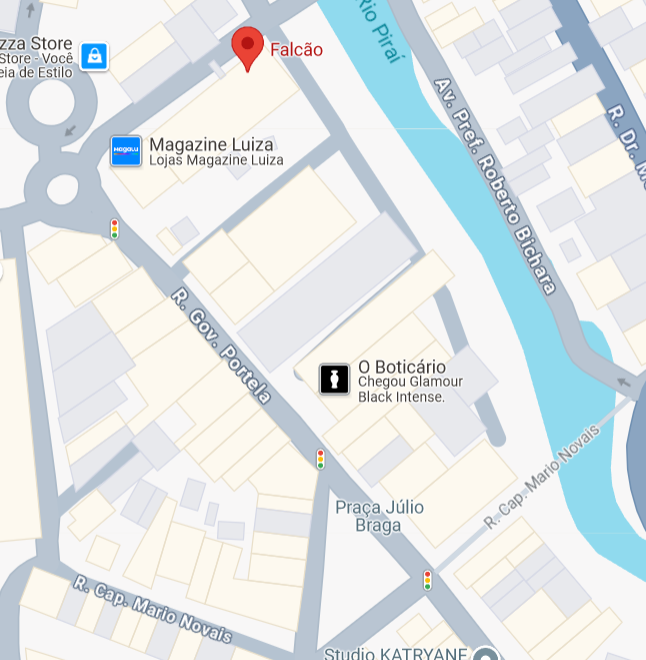 zza Store
Store - Você
eia de Estilo
Falcão
Rio Piraí
Magalu
Magazine Luiza
Lojas Magazine Luiza
Av. Pref. Roberto Bichara
R. Dr. M
R. Gov. Portela
O Boticário
Chegou Glamour
Black Intense.
R. Cap. Mario Novais
Praça Júlio
Braga
R. Cap. Mario Novais
Studio KATRYANE